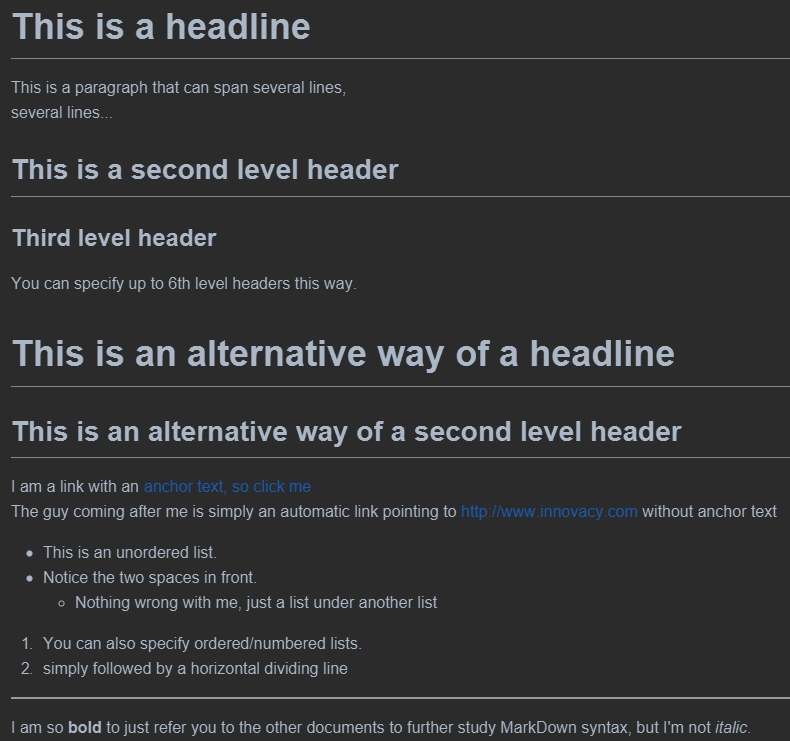 This is a headline
This is a paragraph that can span several lines,
several lines...
This is a second level header
Third level header
You can specify up to 6th level headers this way.
This is an alternative way of a headline
This is an alternative way of a second level header
I am a link with an anchor text, so click me
The guy coming after me is simply an automatic link pointing to http://www.innovacy.com without anchor text
• This is an unordered list.
• Notice the two spaces in front.
◦ Nothing wrong with me, just a list under another list
1. You can also specify ordered/numbered lists.
2. simply followed by a horizontal dividing line
I am so bold to just refer you to the other documents to further study MarkDown syntax, but I'm not italic.